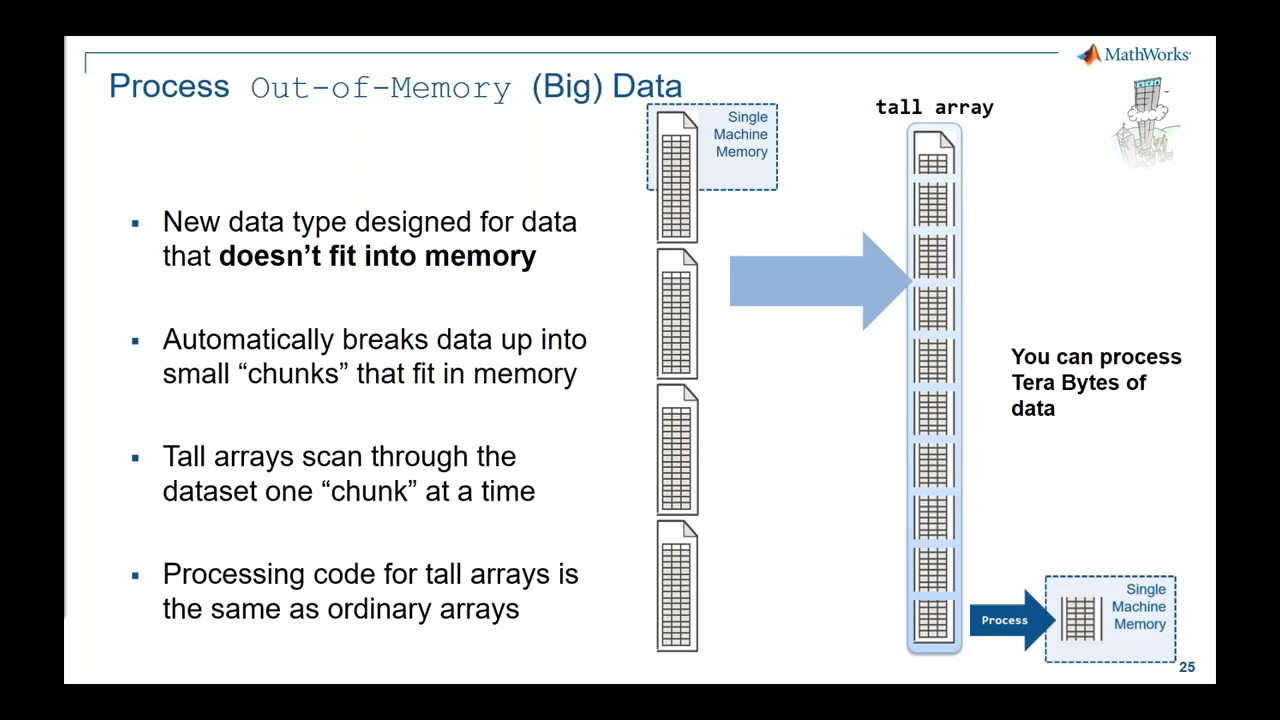 MathWorks®
Process Out-of-Memory (Big) Data
Single
Machine
Memory
tall array
▪ New data type designed for data
that doesn’t fit into memory
▪ Automatically breaks data up into
small “chunks” that fit in memory
▪ Tall arrays scan through the
dataset one “chunk” at a time
▪ Processing code for tall arrays is
the same as ordinary arrays
You can process
Tera Bytes of
data
Process
Single
Machine
Memory
25